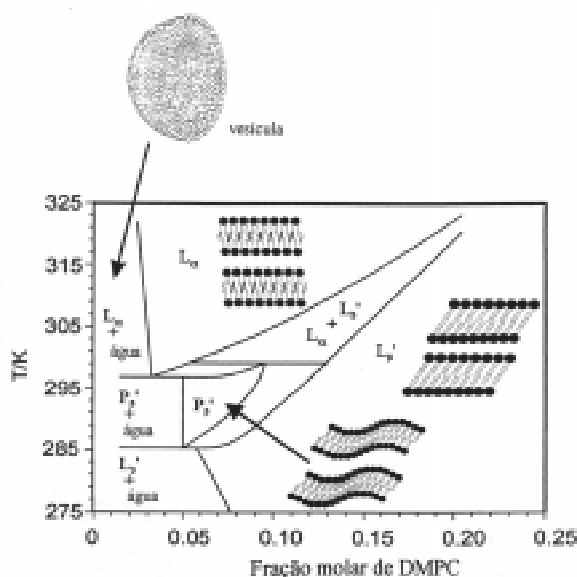 vesícula
325
315
305
295
285
275
T/K
Lα
Lα + Lβ'
Lβ'
Lα
+
água
Pβ'
+
água
Pβ'
Lβ'
+
água
0
0.05
0.10
0.15
0.20
0.25
Fração molar de DMPC